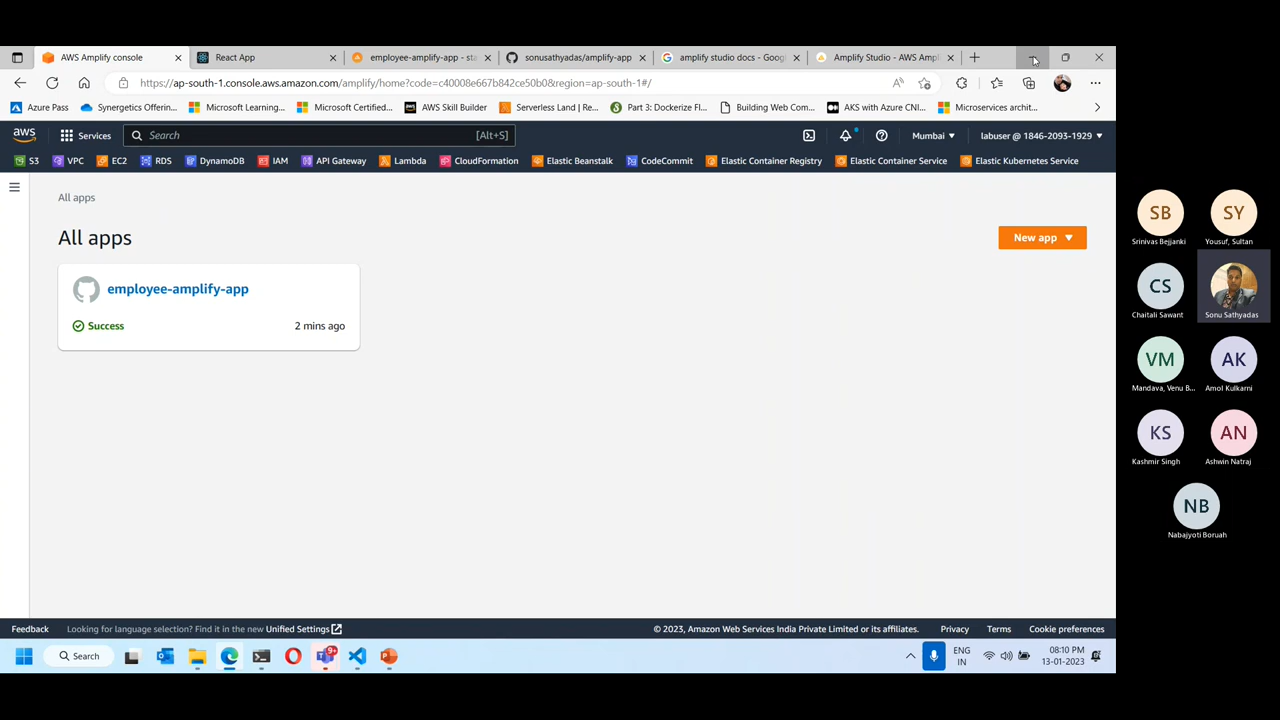 AWS Amplify console
React App
employee-amplify-app - sta
sonusathyadas/amplify-app
amplify studio docs - Goog
Amplify Studio - AWS Ampl
https://ap-south-1.console.aws.amazon.com/amplify/home?code=c40008e667b842ce50b0&region=ap-south-1#/
Azure Pass
Synergetics Offering...
Microsoft Learning...
Microsoft Certified...
AWS Skill Builder
Serverless Land | Re...
Part 3: Dockerize Fl...
Building Web Com...
AKS with Azure CNI...
Microservices archit...
aws
Services
Search
[Alt+S]
Mumbai
labuser @ 1846-2093-1929
S3
VPC
EC2
RDS
DynamoDB
IAM
API Gateway
Lambda
CloudFormation
Elastic Beanstalk
CodeCommit
Elastic Container Registry
Elastic Container Service
Elastic Kubernetes Service
All apps
All apps
New app
employee-amplify-app
Success
2 mins ago
Feedback
Looking for language selection? Find it in the new Unified Settings
© 2023, Amazon Web Services India Private Limited or its affiliates.
Privacy
Terms
Cookie preferences
Search
9+
ENG
IN
08:10 PM
13-01-2023
SB
Srinivas Bejjanki
SY
Yousuf, Sultan
CS
Chaitali Sawant
Sonu Sathyadas
VM
Mandava, Venu B...
AK
Amol Kulkarni
KS
Kashmir Singh
AN
Ashwin Natraj
NB
Nabajyoti Boruah